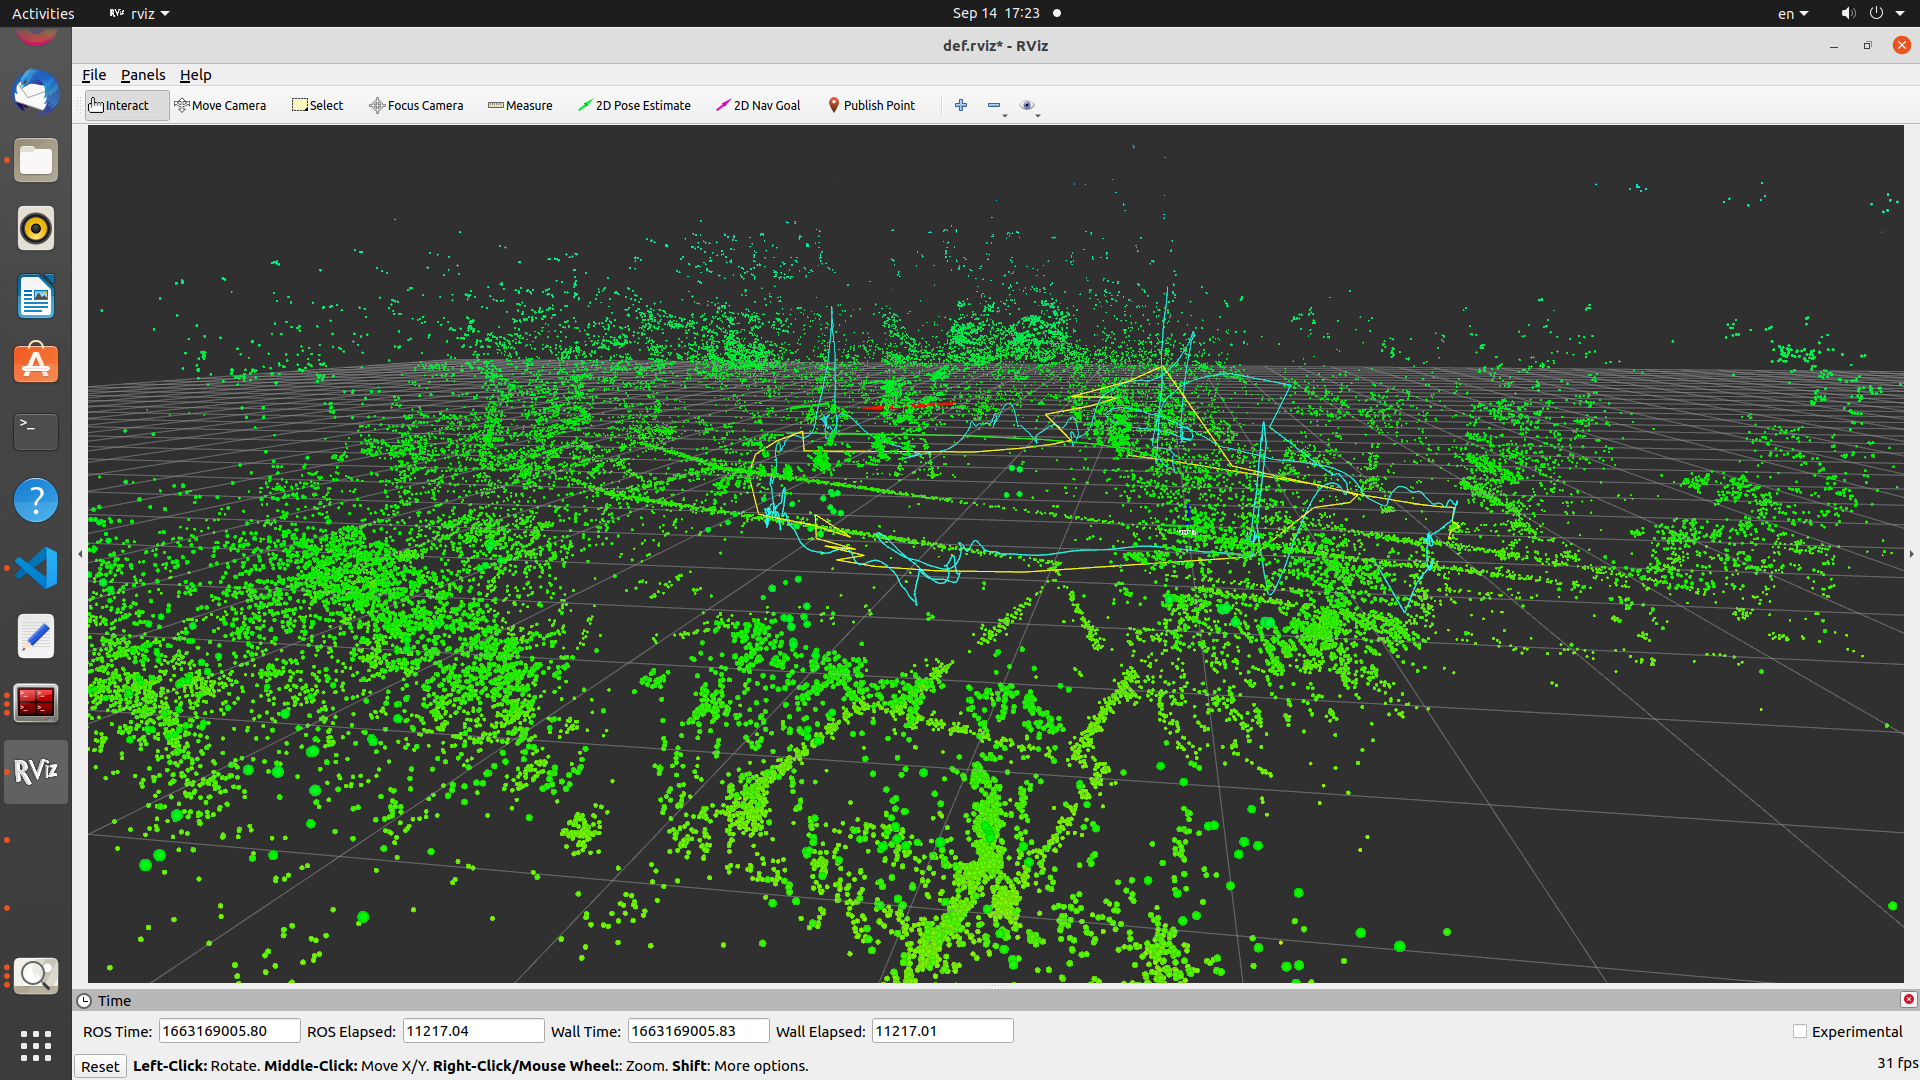 Activities
RViz rviz
Sep 14 17:23
en
def.rviz* - RViz
File Panels Help
Interact Move Camera Select Focus Camera Measure 2D Pose Estimate 2D Nav Goal Publish Point
>_
?
RViz
Time
ROS Time: 1663169005.80 ROS Elapsed: 11217.04 Wall Time: 1663169005.83 Wall Elapsed: 11217.01 Experimental
Reset Left-Click: Rotate. Middle-Click: Move X/Y. Right-Click/Mouse Wheel:: Zoom. Shift: More options. 31 fps